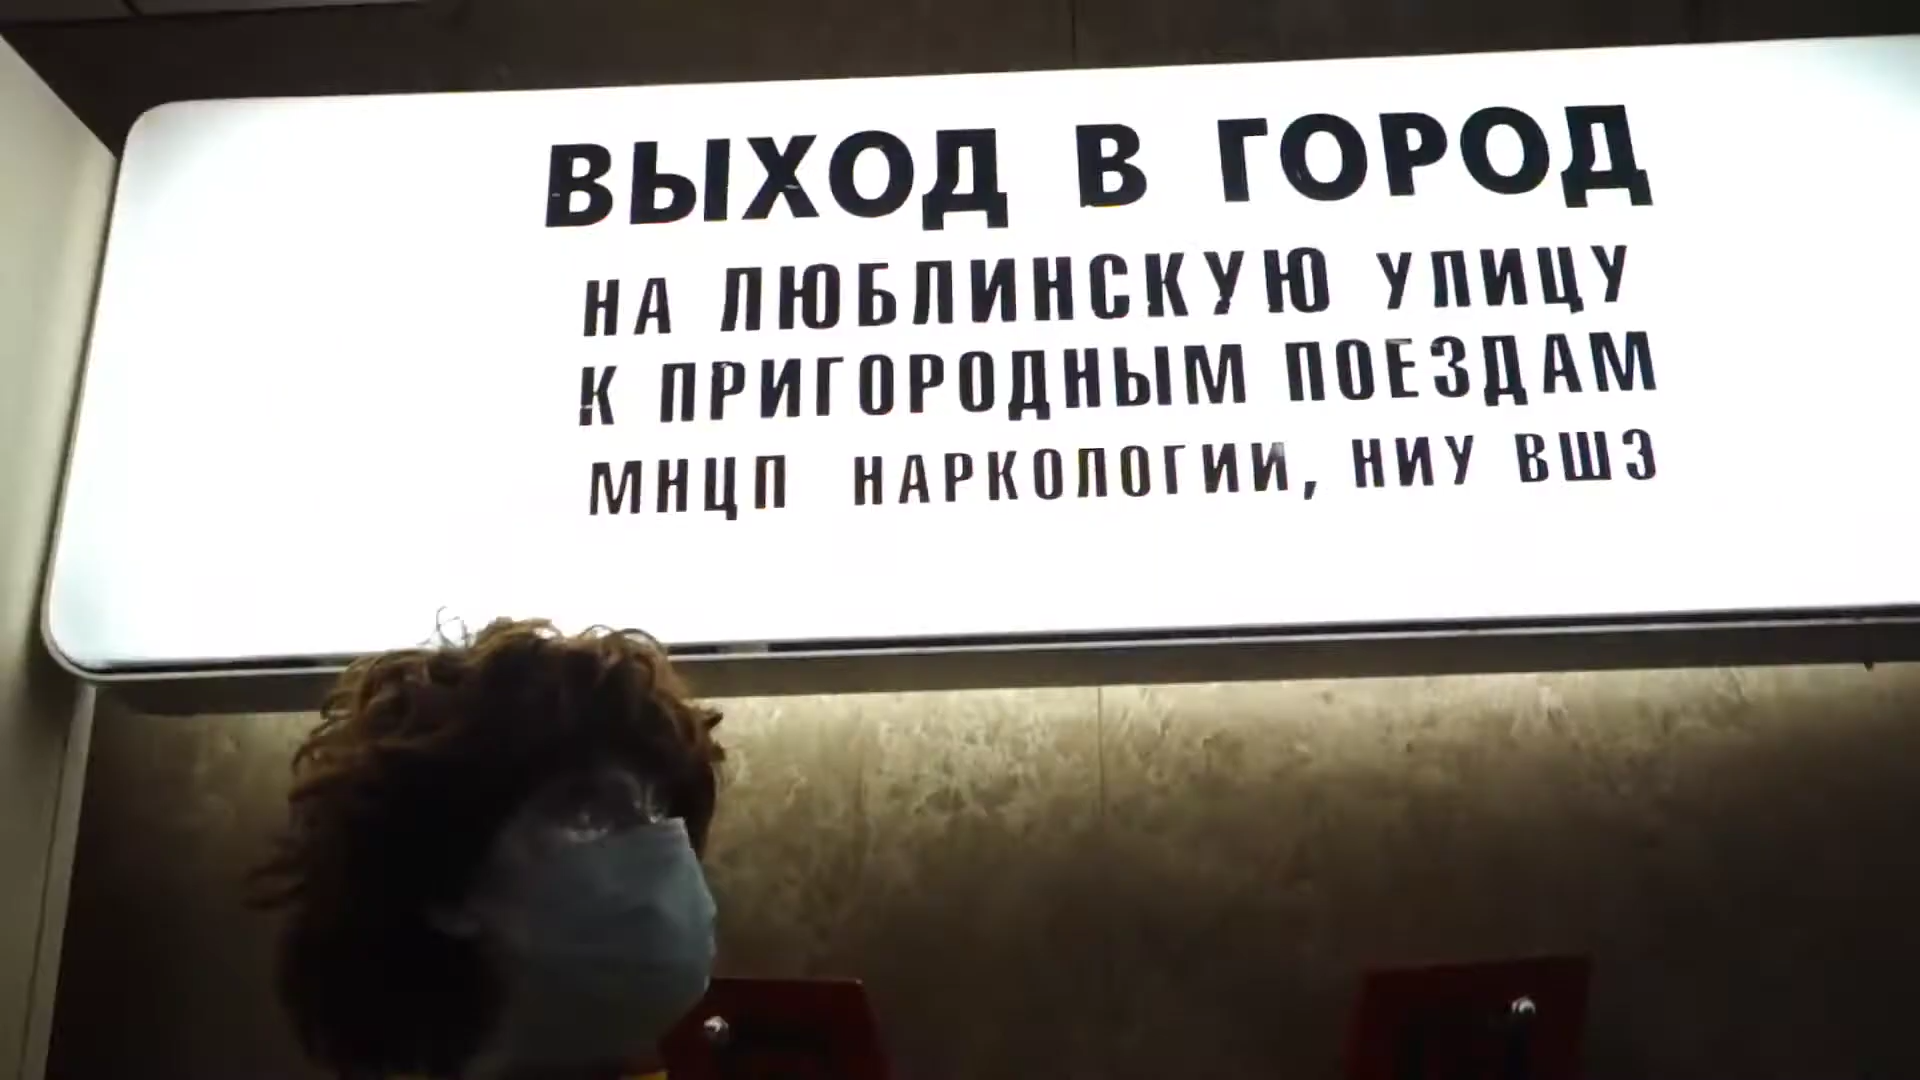 ВЫХОД В ГОРОД
НА ЛЮБЛИНСКУЮ УЛИЦУ
К ПРИГОРОДНЫМ ПОЕЗДАМ
МНЦП НАРКОЛОГИИ, НИУ ВШЭ